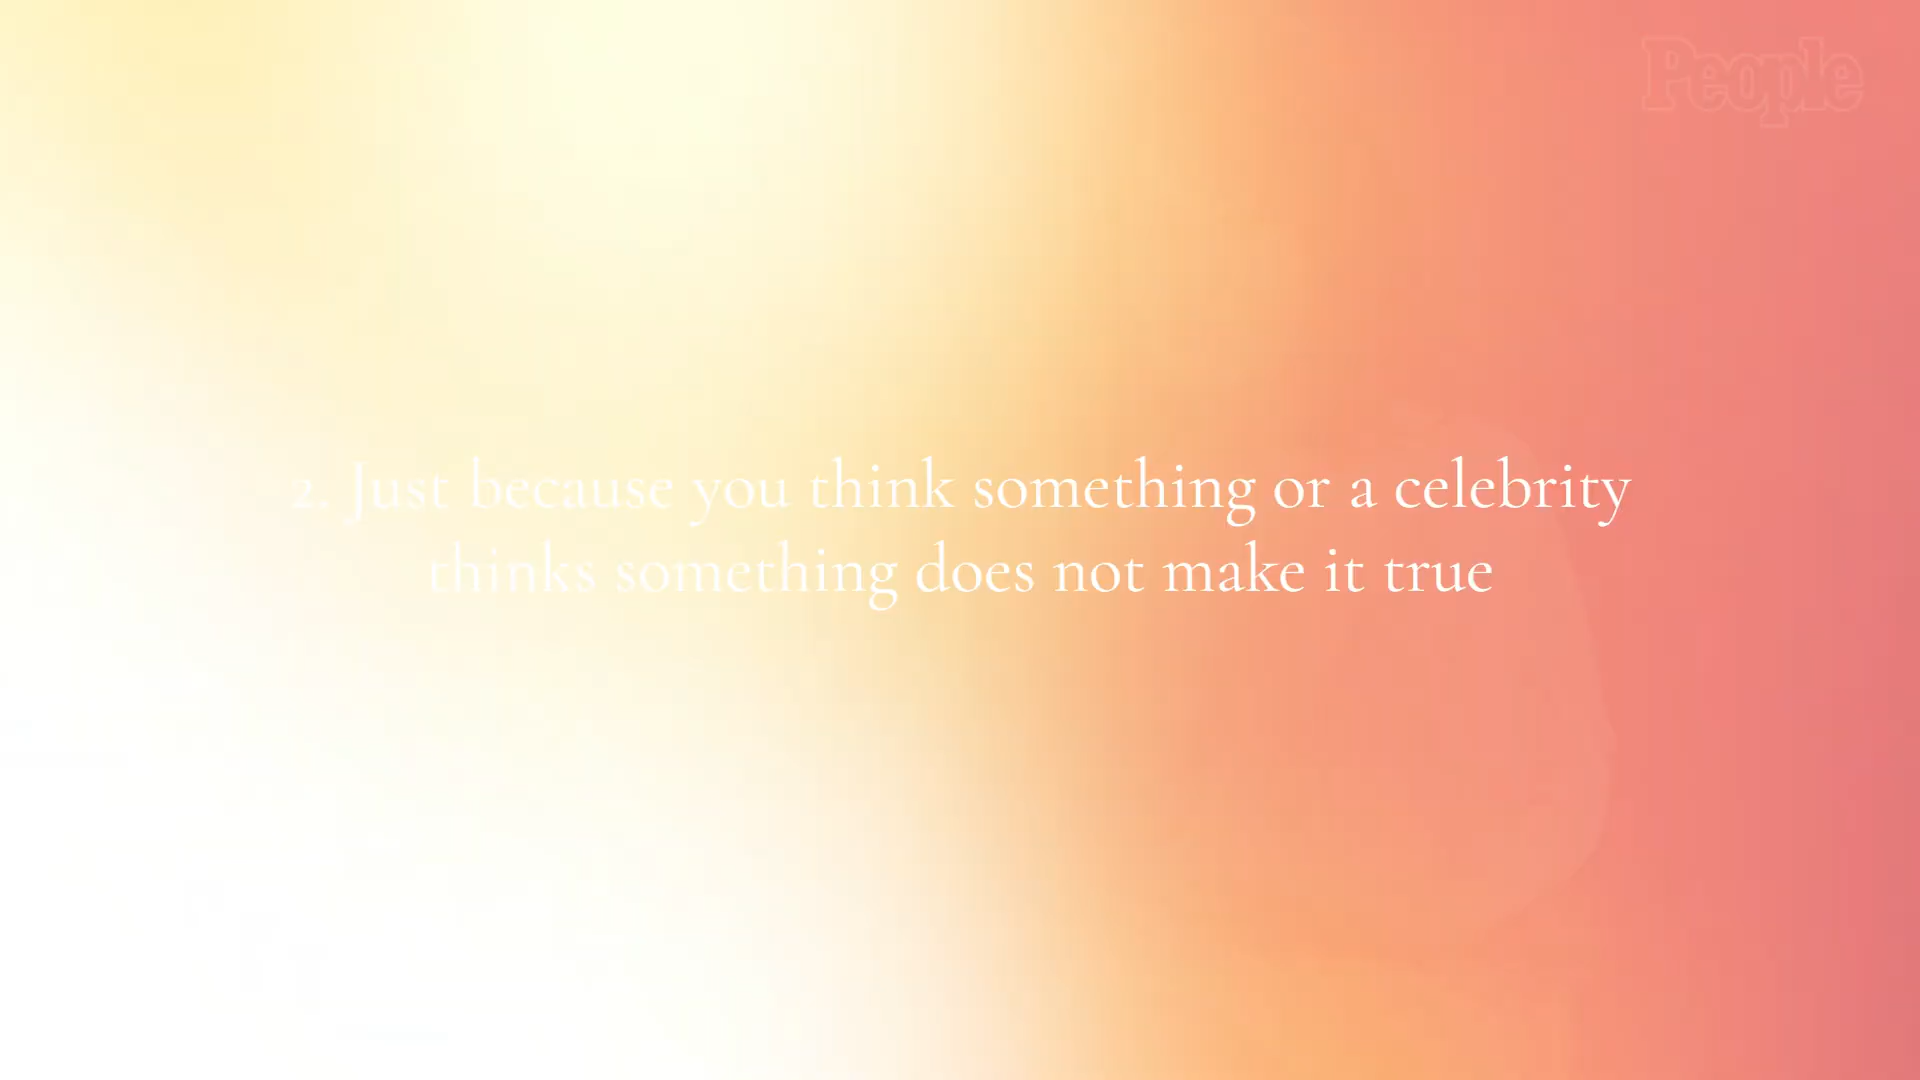 People
2. Just because you think something or a celebrity
thinks something does not make it true